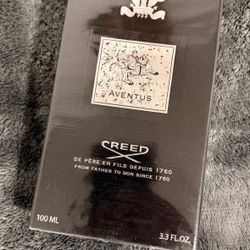 AVENTUS
CREED
DE PÈRE EN FILS DEPUIS 1760
FROM FATHER TO SON SINCE 1760
100 ML
3.3 FL.OZ.